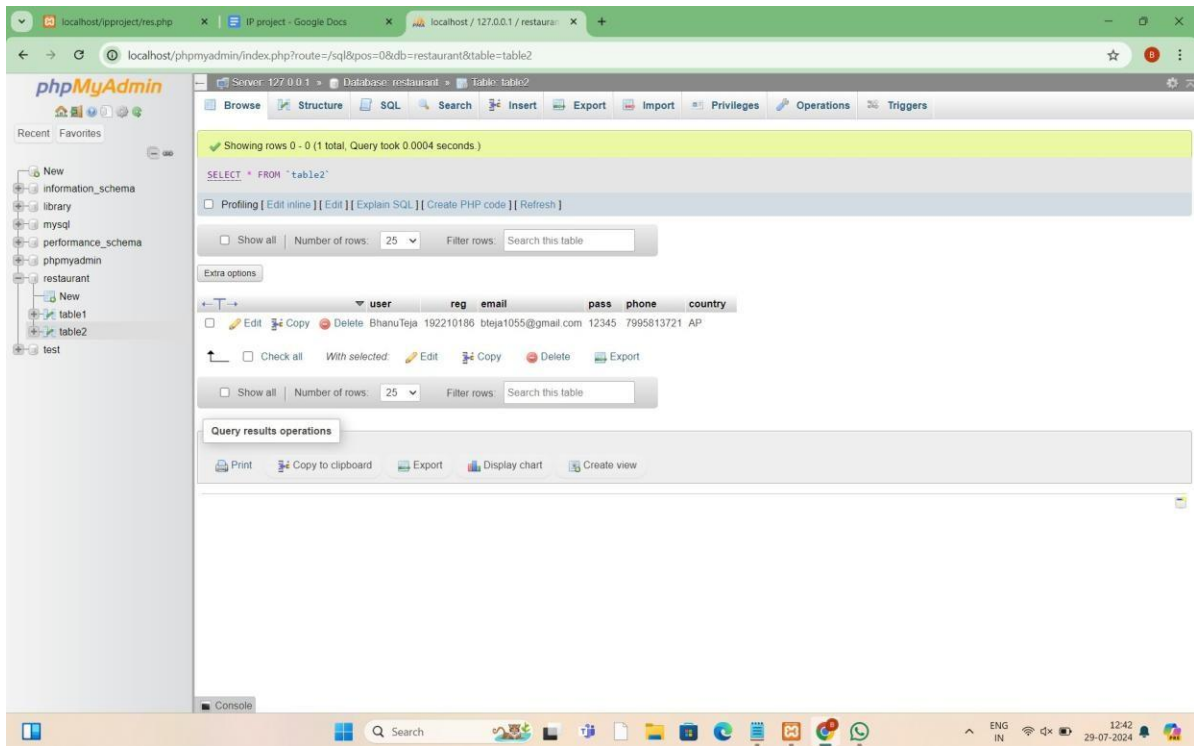 localhost/ipproject/res.php
IP project - Google Docs
localhost / 127.0.0.1 / restauran
localhost/phpmyadmin/index.php?route=/sql&pos=0&db=restaurant&table=table2
B
phpMyAdmin
Recent Favorites
New
information_schema
library
mysql
performance_schema
phpmyadmin
restaurant
New
table1
table2
test
Server: 127.0.0.1 » Database: restaurant » Table: table2
Browse Structure SQL Search Insert Export Import Privileges Operations Triggers
Showing rows 0 - 0 (1 total, Query took 0.0004 seconds.)
SELECT * FROM `table2`
Profiling [ Edit inline ] [ Edit ] [ Explain SQL ] [ Create PHP code ] [ Refresh ]
Show all | Number of rows: 25 Filter rows: Search this table
Extra options
user reg email pass phone country
Edit Copy Delete BhanuTeja 192210186 bteja1055@gmail.com 12345 7995813721 AP
Check all With selected: Edit Copy Delete Export
Show all | Number of rows: 25 Filter rows: Search this table
Query results operations
Print Copy to clipboard Export Display chart Create view
Console
Search
ENG
IN
12:42
29-07-2024